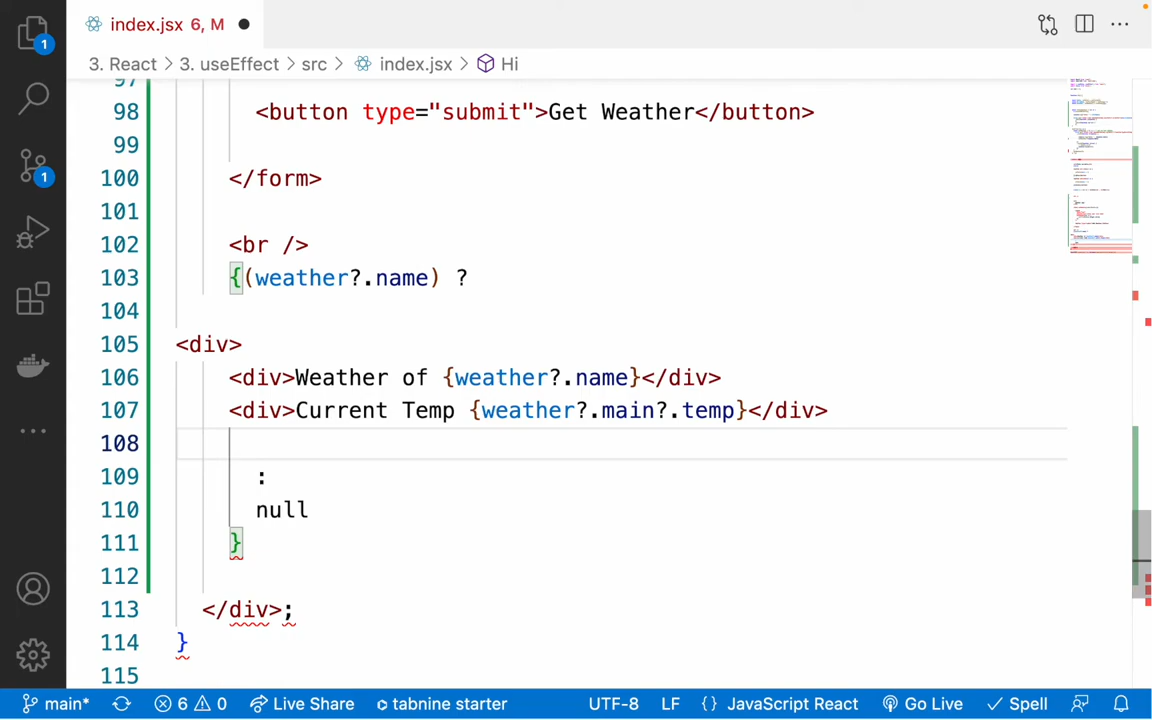 1
1
index.jsx 6, M
3. React > 3. useEffect > src > index.jsx > Hi
97
98 <button type="submit">Get Weather</button>
99
100 </form>
101
102 <br />
103 {(weather?.name) ?
104
105 <div>
106 <div>Weather of {weather?.name}</div>
107 <div>Current Temp {weather?.main?.temp}</div>
108
109 :
110 null
111 }
112
113 </div>;
114 }
115
main* 6 0 Live Share tabnine starter UTF-8 LF {} JavaScript React Go Live Spell